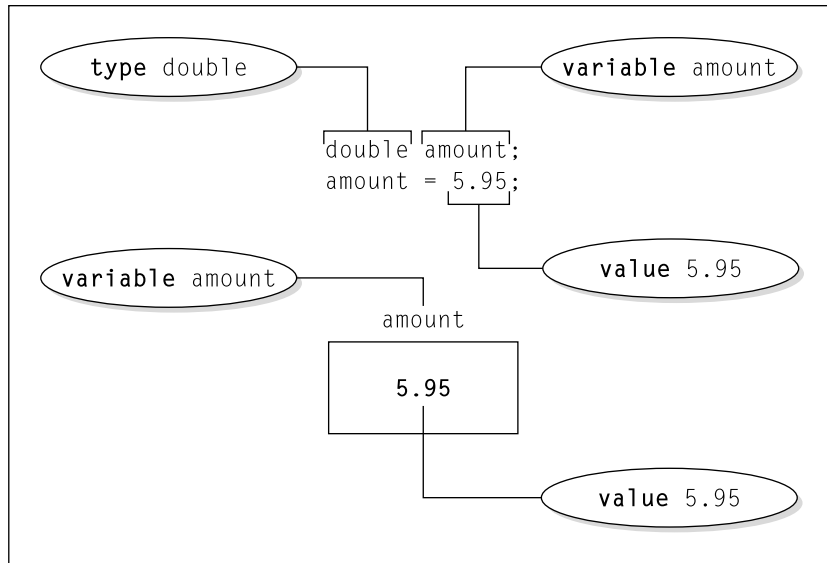 type double
variable amount
double amount;
amount = 5.95;
value 5.95
variable amount
amount
5.95
value 5.95